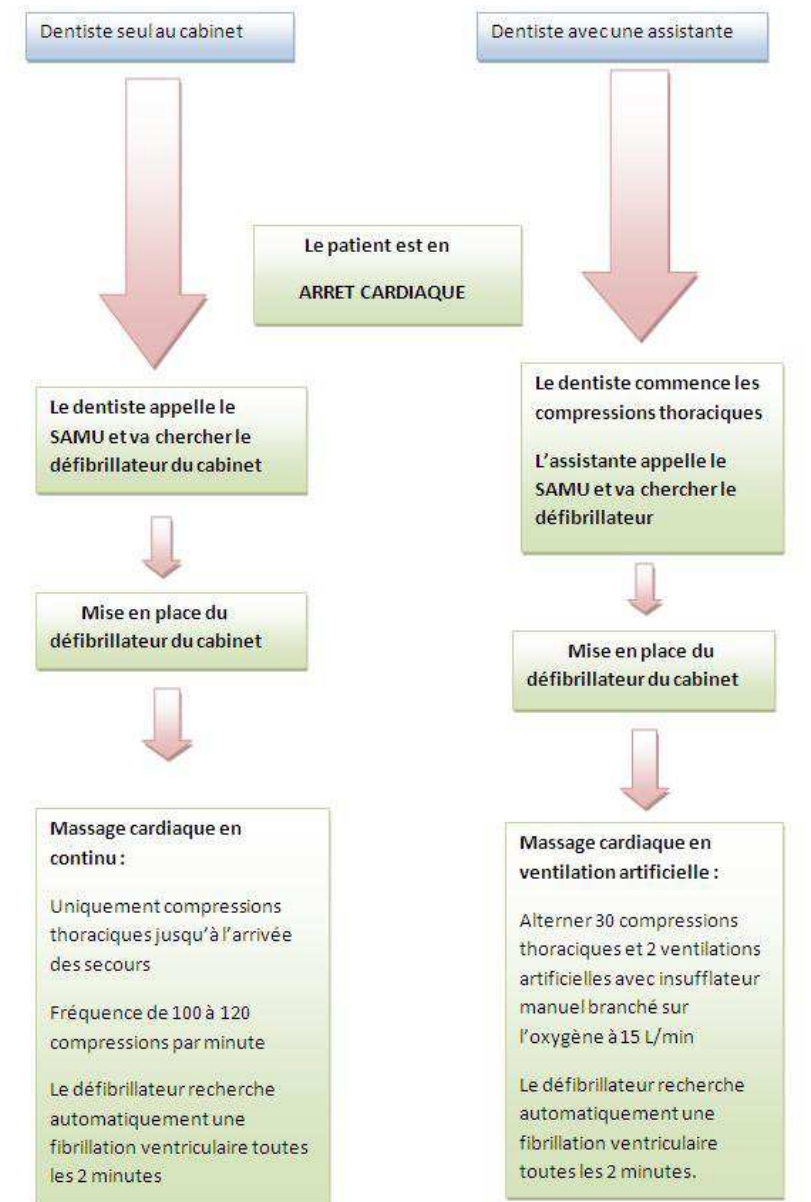 Dentiste seul au cabinet
Dentiste avec une assistante
Le patient est en
ARRET CARDIAQUE
Le dentiste appelle le
SAMU et va chercher le
défibrillateur du cabinet
Le dentiste commence les
compressions thoraciques
L'assistante appelle le
SAMU et va chercher le
défibrillateur
Mise en place du
défibrillateur du cabinet
Mise en place du
défibrillateur du cabinet
Massage cardiaque en
continu :
Uniquement compressions
thoraciques jusqu'à l'arrivée
des secours
Fréquence de 100 à 120
compressions par minute
Le défibrillateur recherche
automatiquement une
fibrillation ventriculaire toutes
les 2 minutes
Massage cardiaque en
ventilation artificielle :
Alterner 30 compressions
thoraciques et 2 ventilations
artificielles avec insufflateur
manuel branché sur
l'oxygène à 15 L/min
Le défibrillateur recherche
automatiquement une
fibrillation ventriculaire
toutes les 2 minutes.